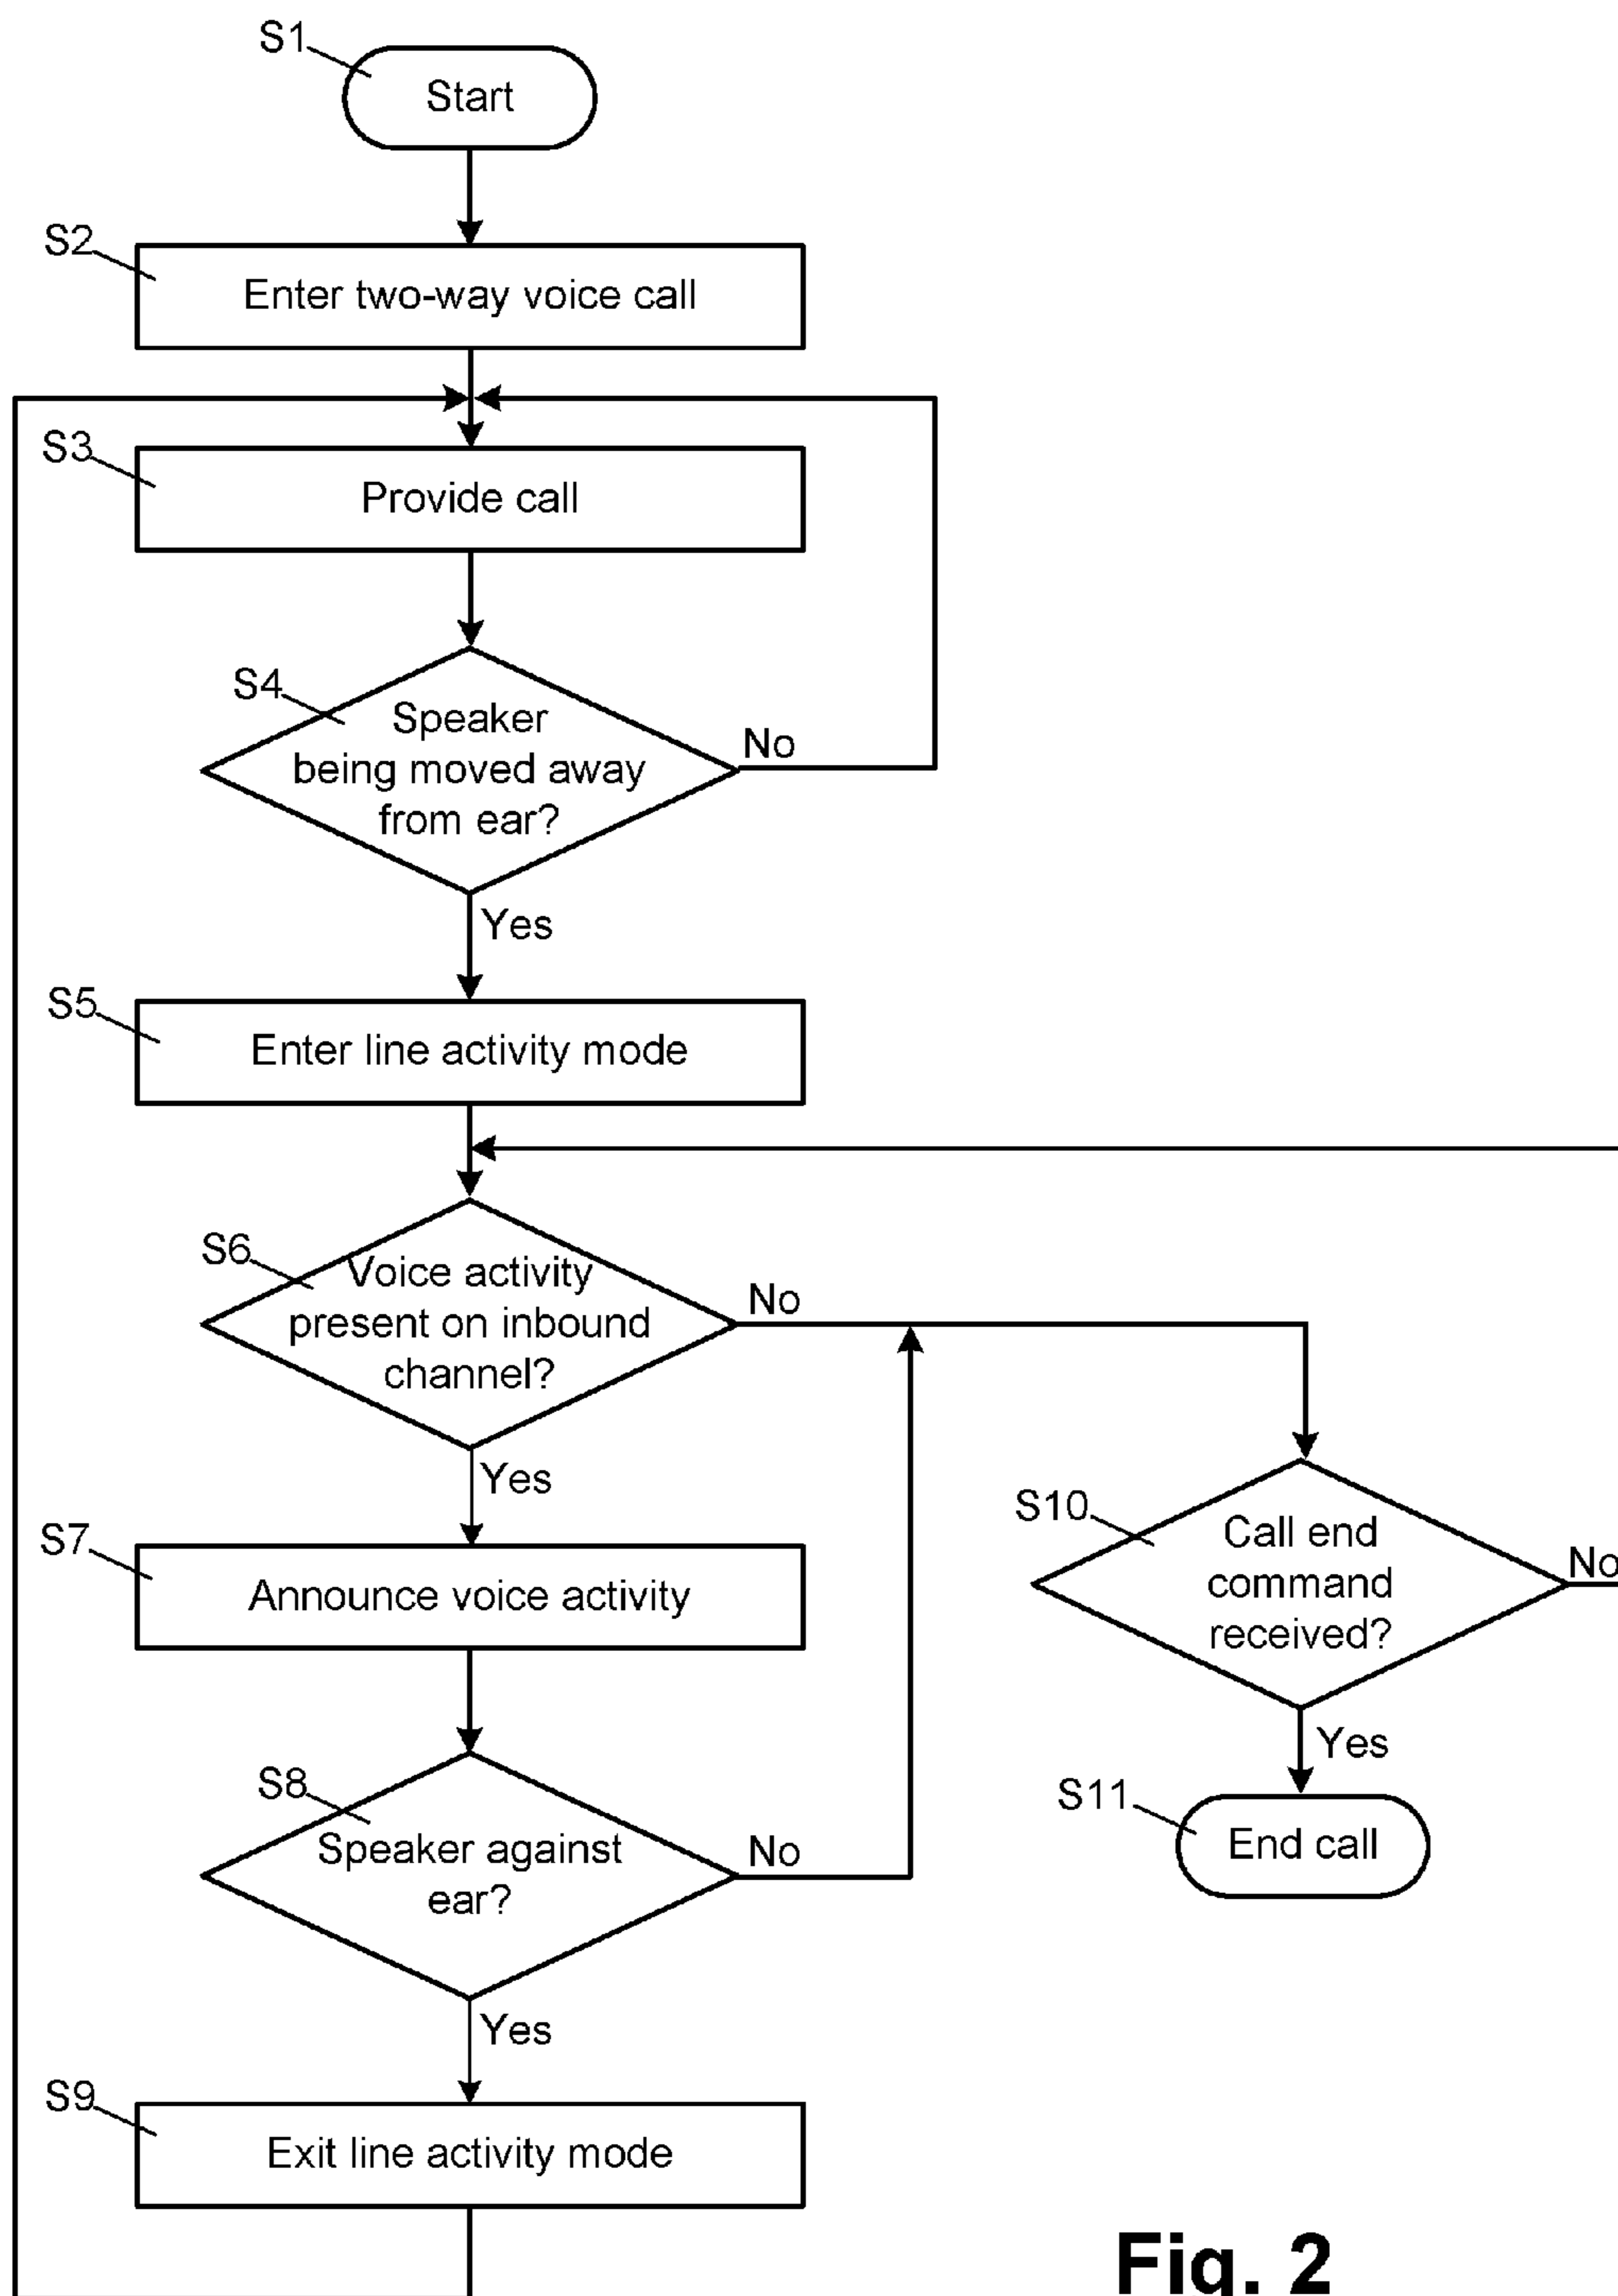 S1
Start
S2
Enter two-way voice call
S3
Provide call
S4
Speaker
being moved away
from ear?
No
Yes
S5
Enter line activity mode
S6
Voice activity
present on inbound
channel?
No
Yes
S7
Announce voice activity
S8
Speaker against
ear?
No
Yes
S9
Exit line activity mode
S10
Call end
command
received?
No
Yes
S11
End call
Fig. 2